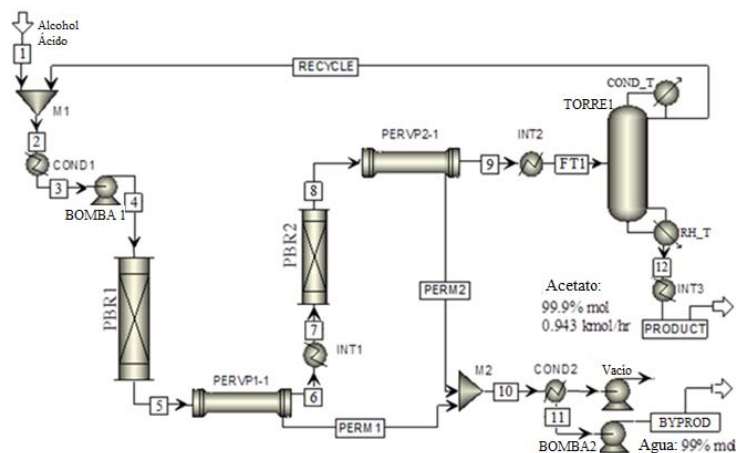 Alcohol
Ácido
1
M1
2
COND1
3
4
BOMBA 1
PBR1
5
PERVP1-1
6
PERM 1
INT1
7
PBR2
8
PERVP2-1
RECYCLE
9
INT2
FT1
TORRE1
COND_T
RH_T
12
INT3
Acetato:
99.9% mol
0.943 kmol/hr
PRODUCT
PERM2
M2
10
COND2
Vacio
11
BOMBA2
BYPROD
Agua: 99% mol